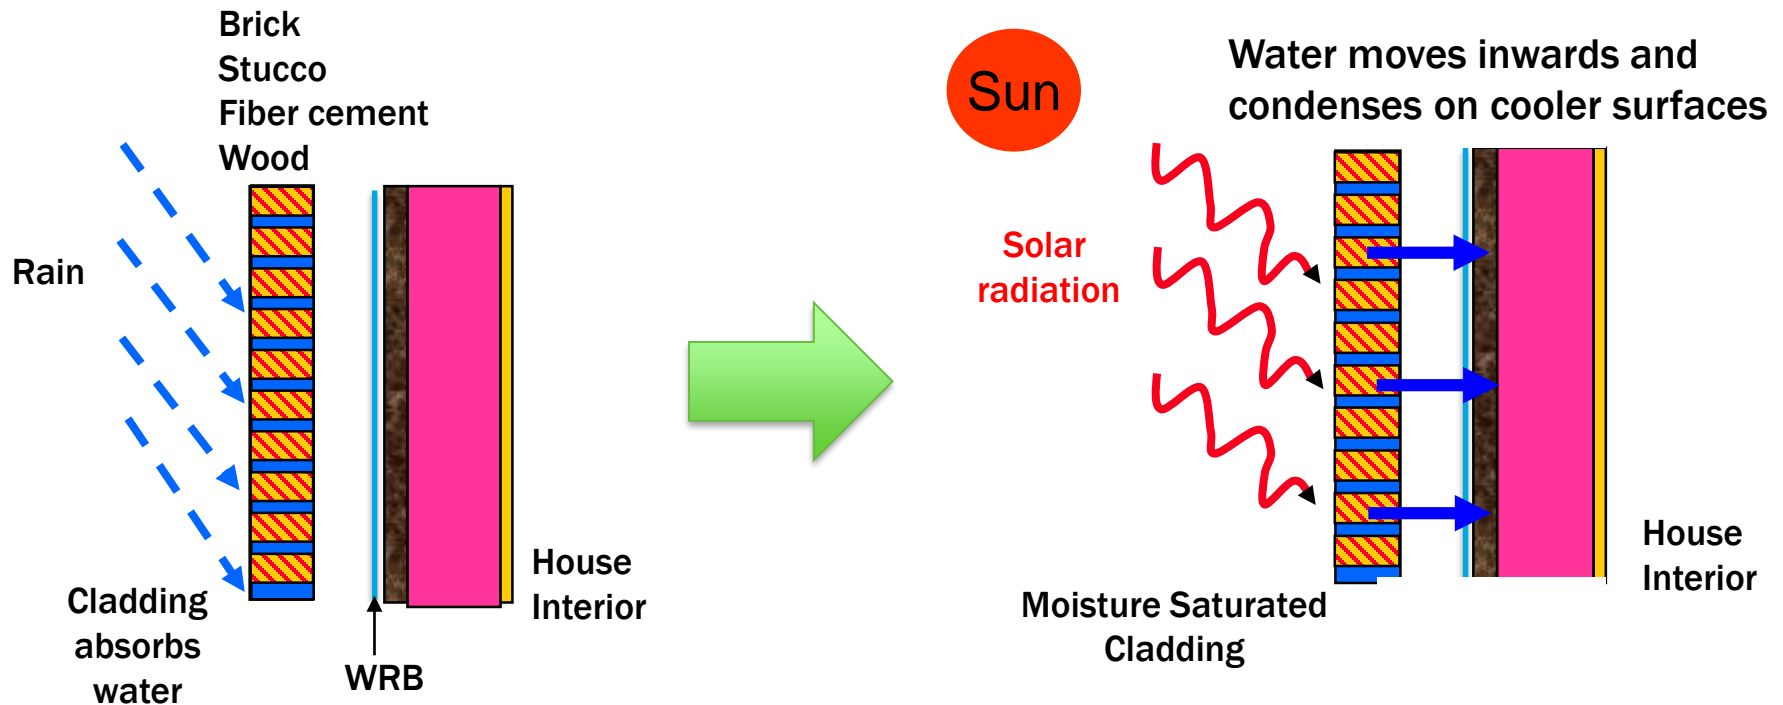 Brick
Stucco
Fiber cement
Wood
Rain
Cladding
absorbs
water
WRB
House
Interior
Sun
Water moves inwards and
condenses on cooler surfaces
Solar
radiation
Moisture Saturated
Cladding
House
Interior